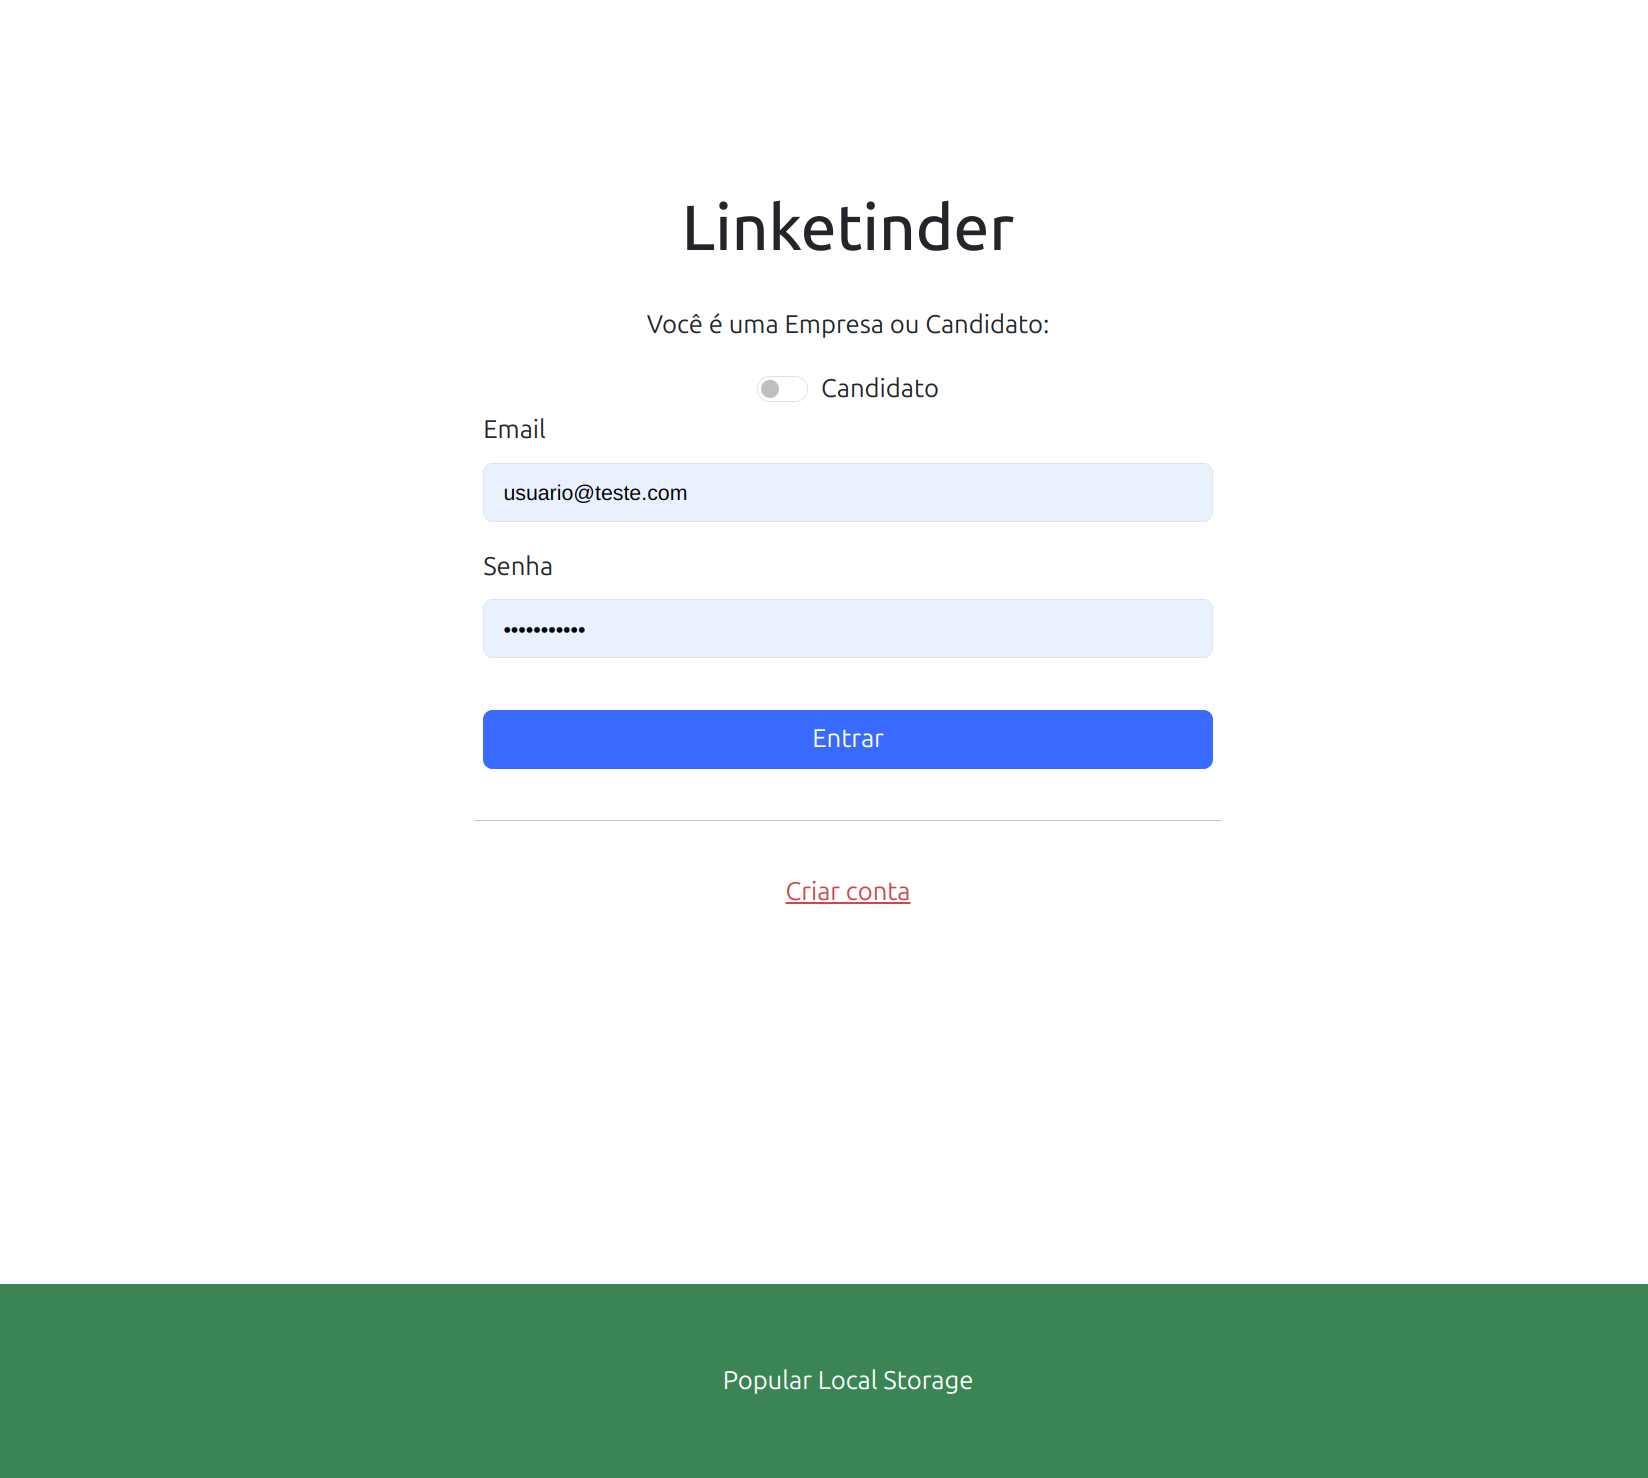 Linketinder
Você é uma Empresa ou Candidato:
Candidato
Email
usuario@teste.com
Senha
•••••••••••
Entrar
Criar conta
Popular Local Storage